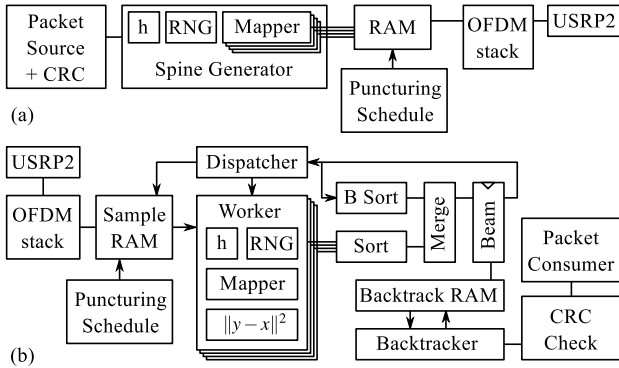 Packet
Source
+ CRC
h
RNG
Mapper
Spine Generator
RAM
OFDM
stack
USRP2
Puncturing
Schedule
(a)
USRP2
OFDM
stack
Sample
RAM
Puncturing
Schedule
Dispatcher
Worker
h
RNG
Mapper
||y−x||²
B Sort
Sort
Merge
Beam
Backtrack RAM
Backtracker
Packet
Consumer
CRC
Check
(b)